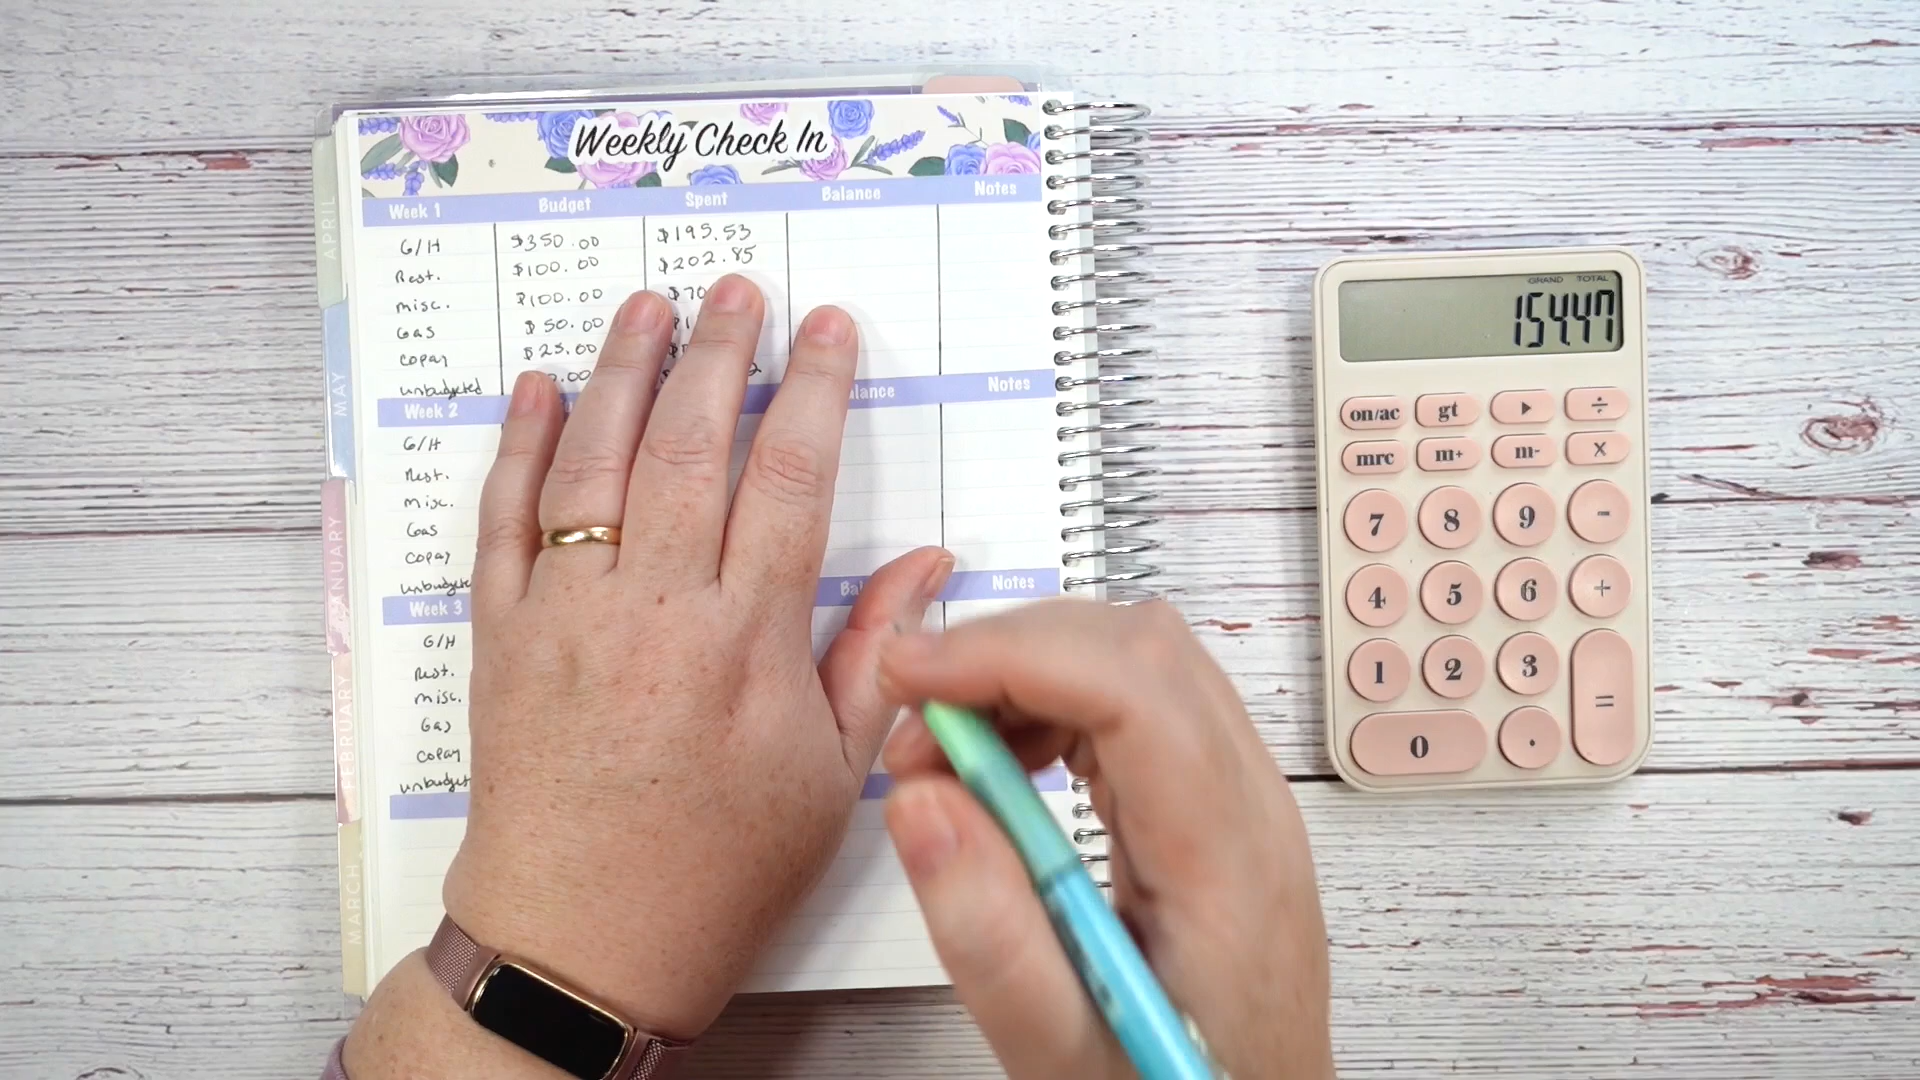 Weekly Check In
Week 1 Budget Spent Balance Notes
G/H $350.00 $195.53
Rest. $100.00 $202.85
misc. $100.00 $70
Gas $50.00
copay $25.00
unbudgeted
Week 2 Notes
G/H
Rest.
misc.
Gas
copay
Week 3 Notes
G/H
Rest.
misc.
Gas
copay
APRIL
MAY
JANUARY
FEBRUARY
MARCH
GRAND TOTAL
154.47
on/ac gt ▶ ÷
mrc m+ m- x
7 8 9 -
4 5 6 +
1 2 3 =
0 .